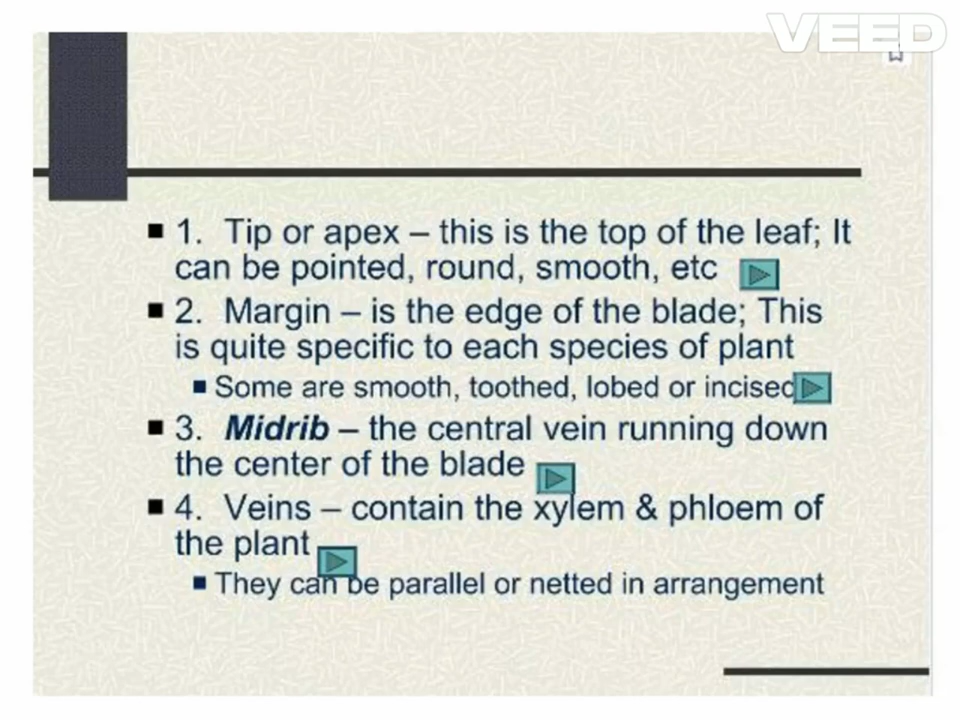 VEED
1. Tip or apex – this is the top of the leaf; It
can be pointed, round, smooth, etc
2. Margin – is the edge of the blade; This
is quite specific to each species of plant
Some are smooth, toothed, lobed or incised
3. Midrib – the central vein running down
the center of the blade
4. Veins – contain the xylem & phloem of
the plant
They can be parallel or netted in arrangement